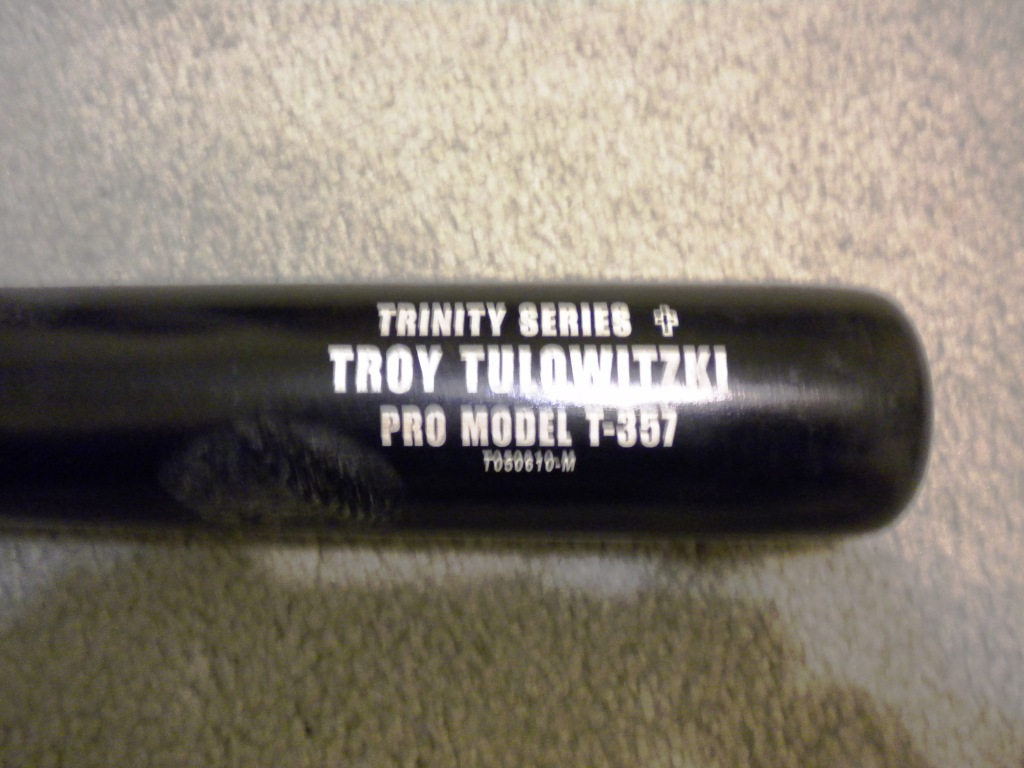 TRINITY SERIES
TROY TULOWITZKI
PRO MODEL T-357
T050610-M